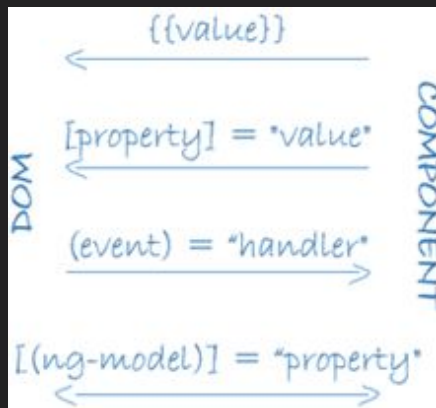 {{value}}
[property] = "value"
(event) = "handler"
[(ng-model)] = "property"
DOM
COMPONENT